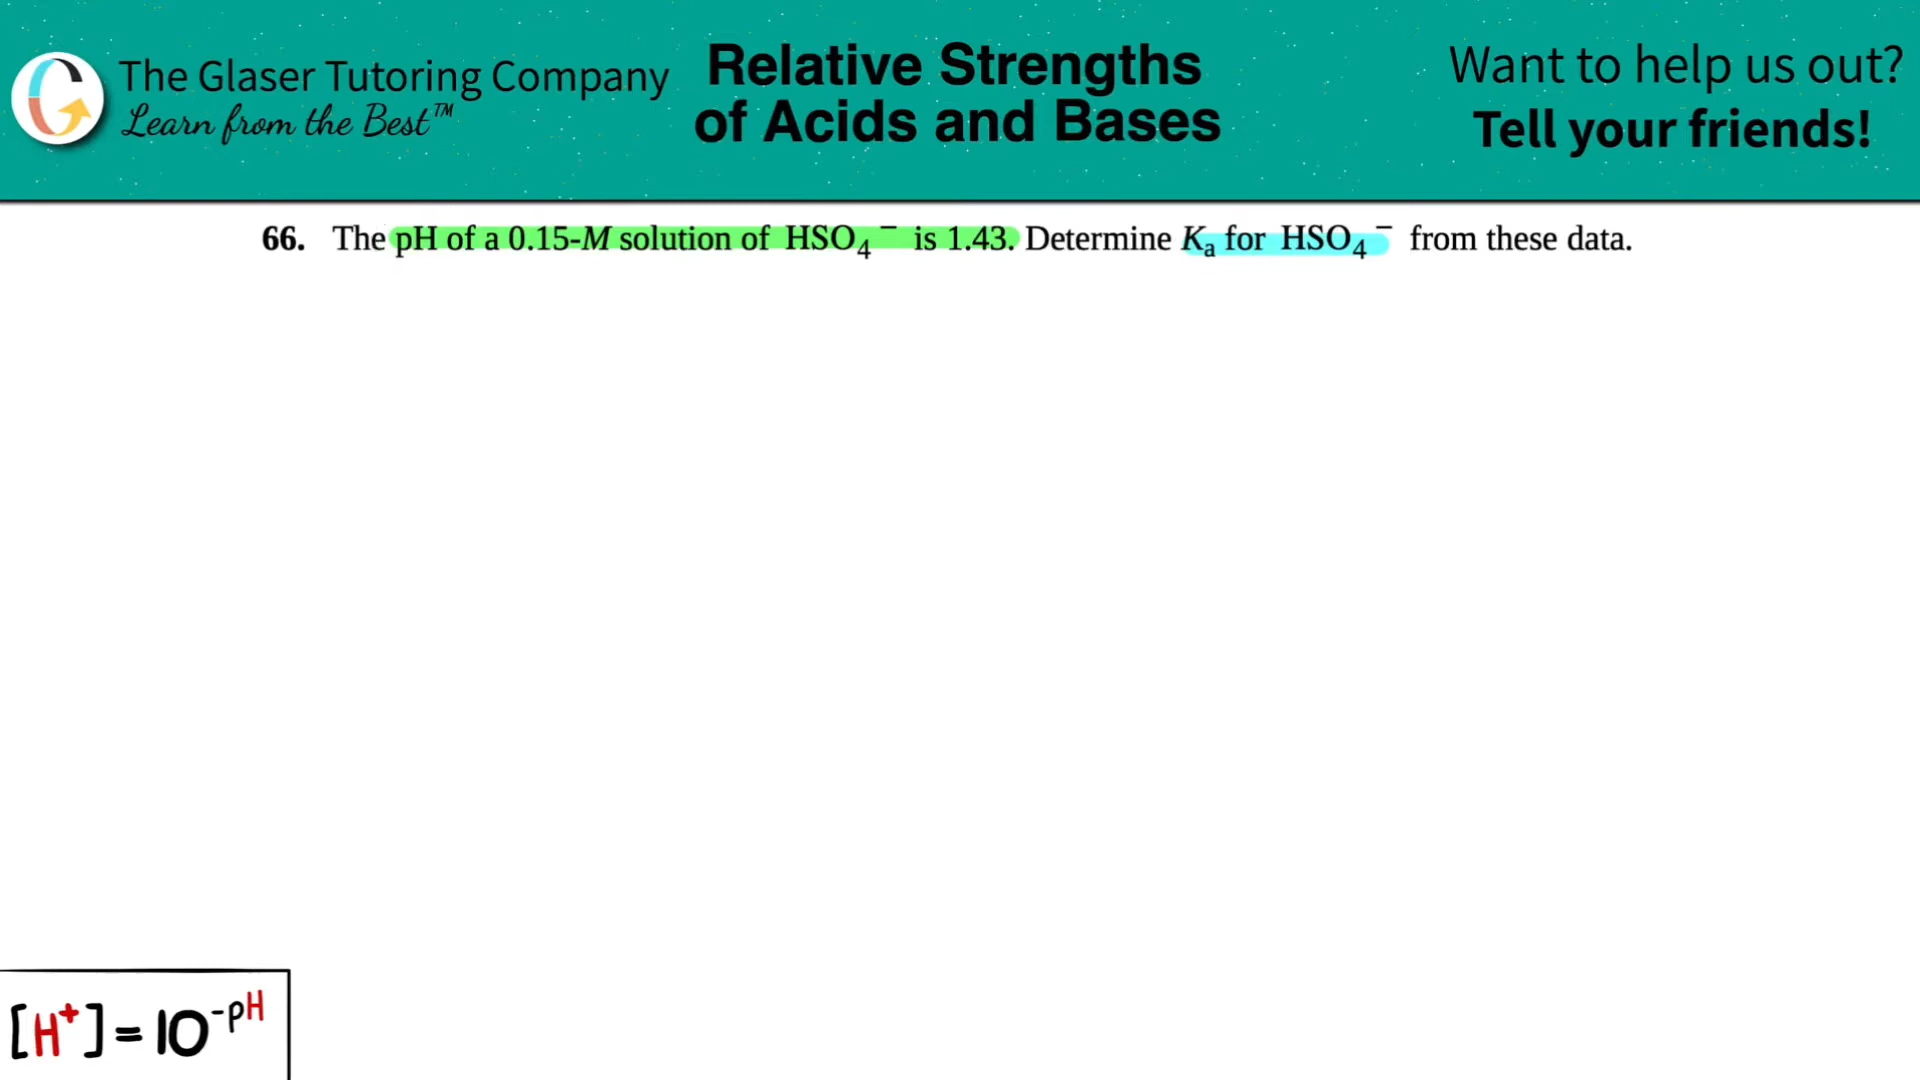 The Glaser Tutoring Company
Learn from the Best™
Relative Strengths
of Acids and Bases
Want to help us out?
Tell your friends!
66. The pH of a 0.15-M solution of HSO₄⁻ is 1.43. Determine Kₐ for HSO₄⁻ from these data.
[H⁺] = 10⁻ᵖᴴ